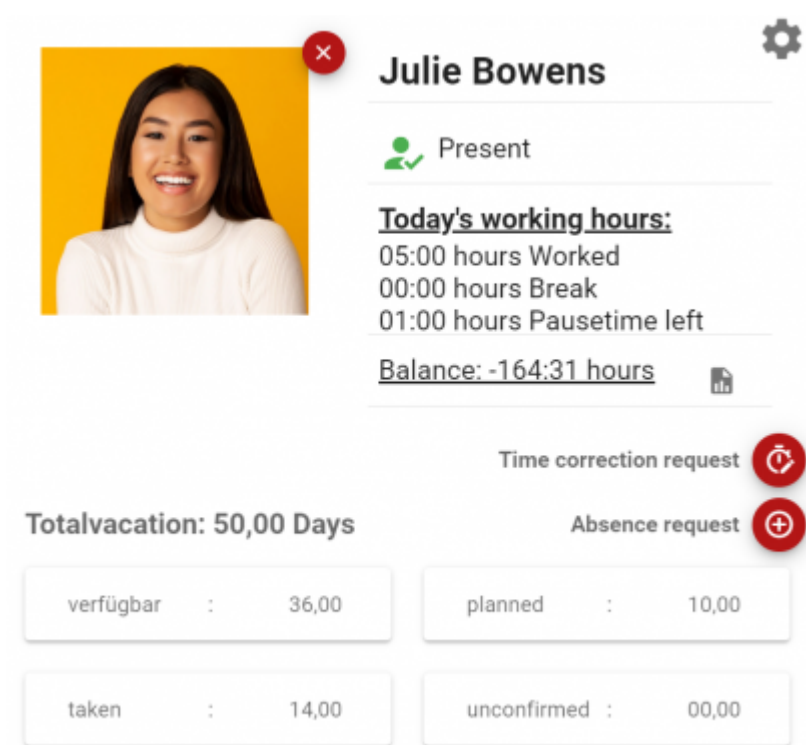 Julie Bowens
Present
Today's working hours:
05:00 hours Worked
00:00 hours Break
01:00 hours Pausetime left
Balance: -164:31 hours
Time correction request
Totalvacation: 50,00 Days
Absence request
verfügbar : 36,00
planned : 10,00
taken : 14,00
unconfirmed : 00,00